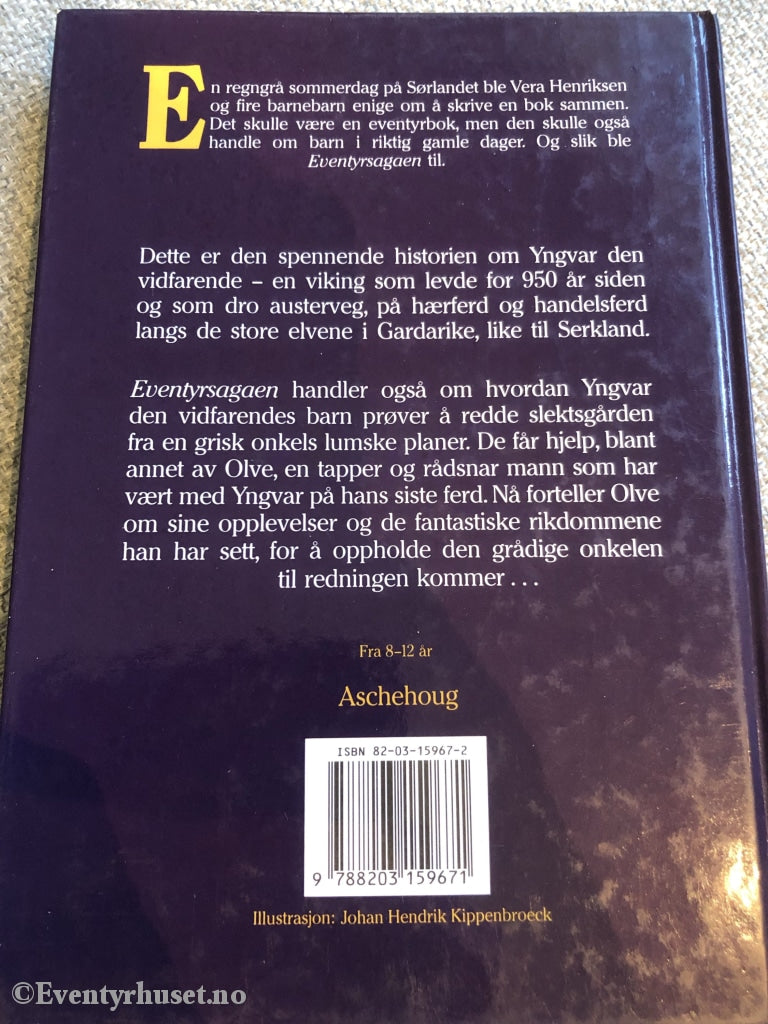 En regngrå sommerdag på Sørlandet ble Vera Henriksen
og fire barnebarn enige om å skrive en bok sammen.
Det skulle være en eventyrbok, men den skulle også
handle om barn i riktig gamle dager. Og slik ble
Eventyrsagaen til.
Dette er den spennende historien om Yngvar den
vidfarende – en viking som levde for 950 år siden
og som dro austerveg, på hærferd og handelsferd
langs de store elvene i Gardarike, like til Serkland.
Eventyrsagaen handler også om hvordan Yngvar
den vidfarendes barn prøver å redde slektsgården
fra en grisk onkels lumske planer. De får hjelp, blant
annet av Olve, en tapper og rådsnar mann som har
vært med Yngvar på hans siste ferd. Nå forteller Olve
om sine opplevelser og de fantastiske rikdommene
han har sett, for å oppholde den grådige onkelen
til redningen kommer . . .
Fra 8–12 år
Aschehoug
ISBN 82-03-15967-2
9 788203 159671
Illustrasjon: Johan Hendrik Kippenbroeck
©Eventyrhuset.no